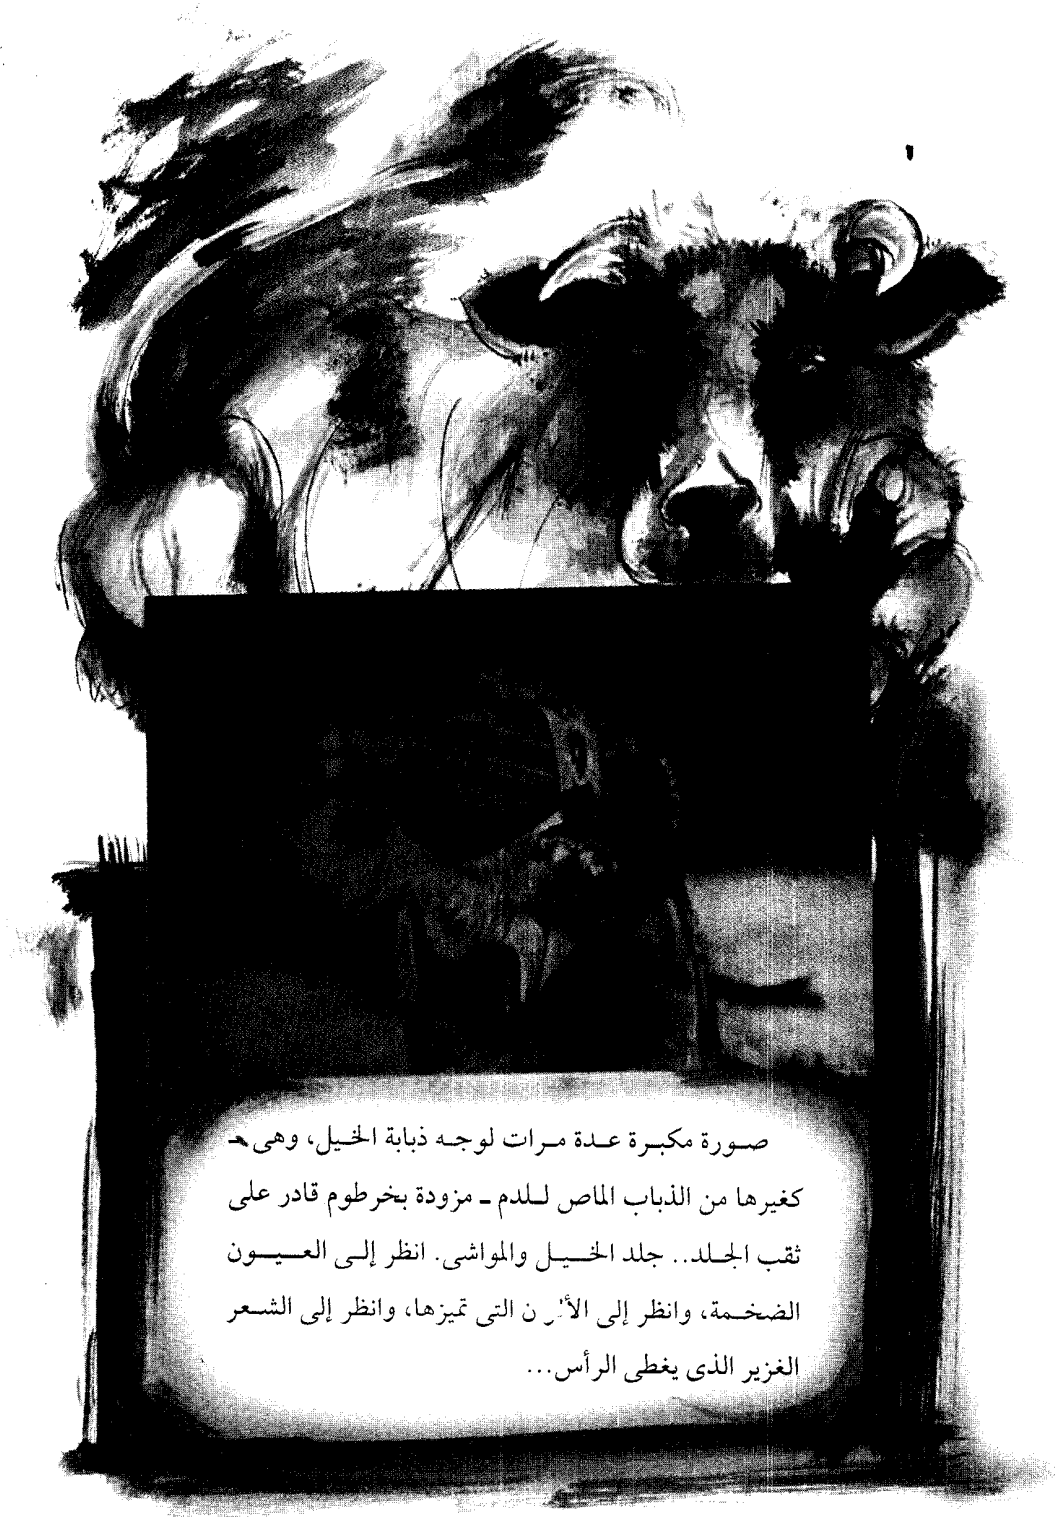 صورة مكبرة عدة مرات لوجه ذبابة الخيل، وهى ـ
كغيرها من الذباب الماص للدم ـ مزودة بخرطوم قادر على
ثقب الجلد.. جلد الخيل والمواشى. انظر إلى العيون
الضخمة، وانظر إلى التى تميزها، وانظر إلى الشعر
الغزير الذى يغطى الرأس...